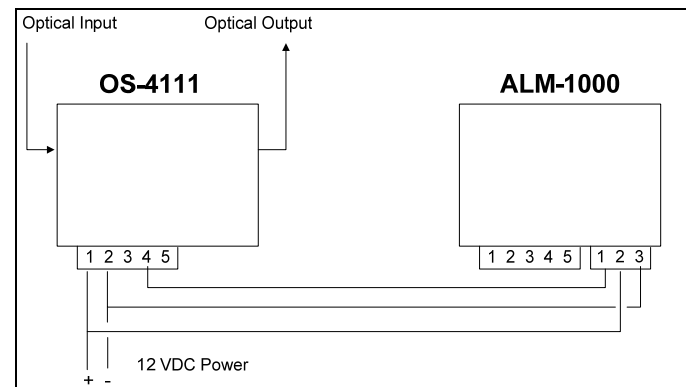 Optical Input Optical Output
OS-4111 ALM-1000
1 2 3 4 5 1 2 3 4 5 1 2 3
12 VDC Power
+ -